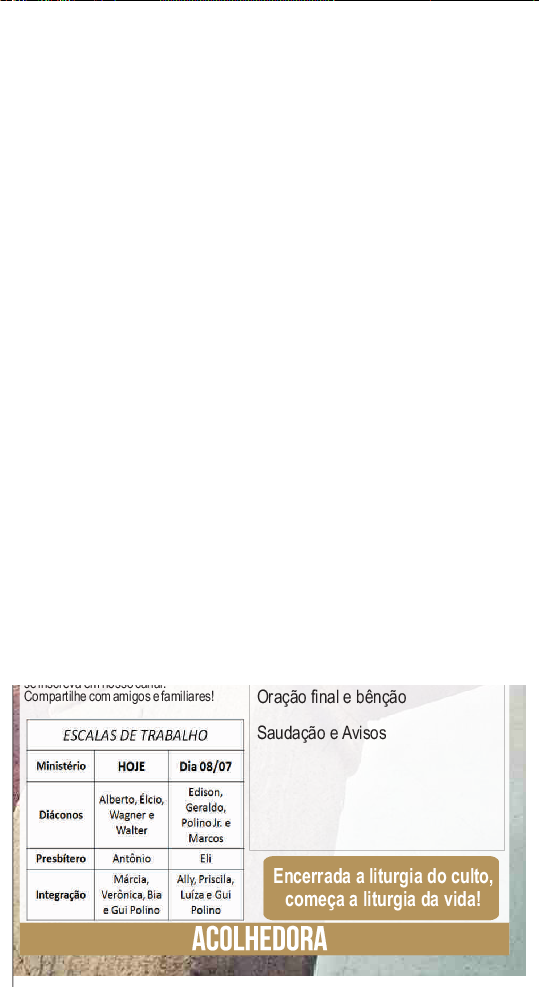 se inscreva em nosso canal!
Compartilhe com amigos e familiares!
ESCALAS DE TRABALHO
Ministério HOJE Dia 08/07
Diáconos Alberto, Élcio, Wagner e Walter Edison, Geraldo, Polino Jr. e Marcos
Presbítero Antônio Eli
Integração Márcia, Verônica, Bia e Gui Polino Ally, Priscila, Luíza e Gui Polino
Oração final e bênção
Saudação e Avisos
Encerrada a liturgia do culto,
começa a liturgia da vida!
ACOLHEDORA